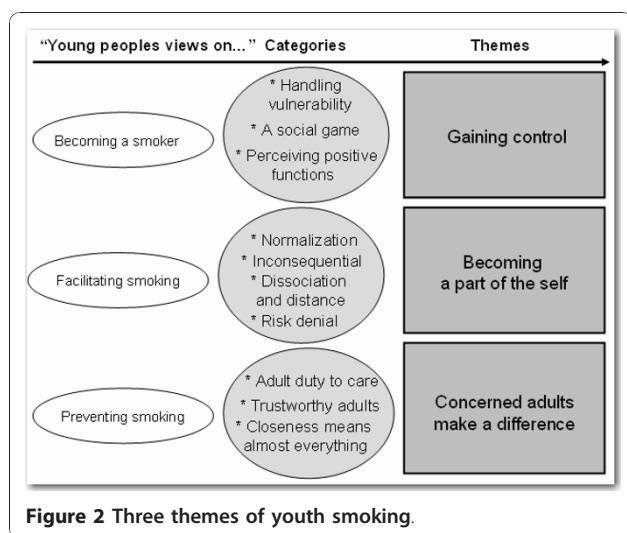 “Young peoples views on...” Categories Themes
Becoming a smoker
* Handling
vulnerability
* A social game
* Perceiving positive
functions
Gaining control
Facilitating smoking
* Normalization
* Inconsequential
* Dissociation
and distance
* Risk denial
Becoming
a part of the self
Preventing smoking
* Adult duty to care
* Trustworthy adults
* Closeness means
almost everything
Concerned adults
make a difference
Figure 2 Three themes of youth smoking.